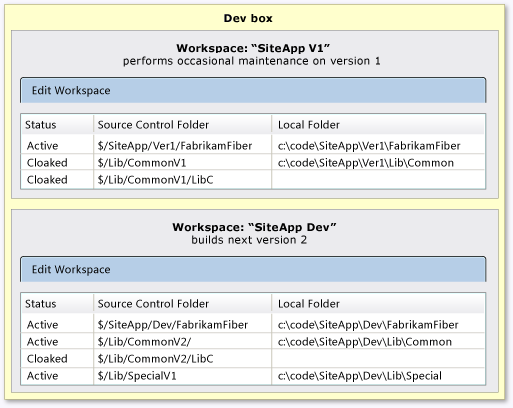 Dev box
Workspace: “SiteApp V1”
performs occasional maintenance on version 1
Edit Workspace
Status Source Control Folder Local Folder
Active $/SiteApp/Ver1/FabrikamFiber c:\code\SiteApp\Ver1\FabrikamFiber
Cloaked $/Lib/CommonV1 c:\code\SiteApp\Ver1\Lib\Common
Cloaked $/Lib/CommonV1/LibC
Workspace: “SiteApp Dev”
builds next version 2
Edit Workspace
Status Source Control Folder Local Folder
Active $/SiteApp/Dev/FabrikamFiber c:\code\SiteApp\Dev\FabrikamFiber
Active $/Lib/CommonV2/ c:\code\SiteApp\Dev\Lib\Common
Cloaked $/Lib/CommonV2/LibC
Active $/Lib/SpecialV1 c:\code\SiteApp\Dev\Lib\Special